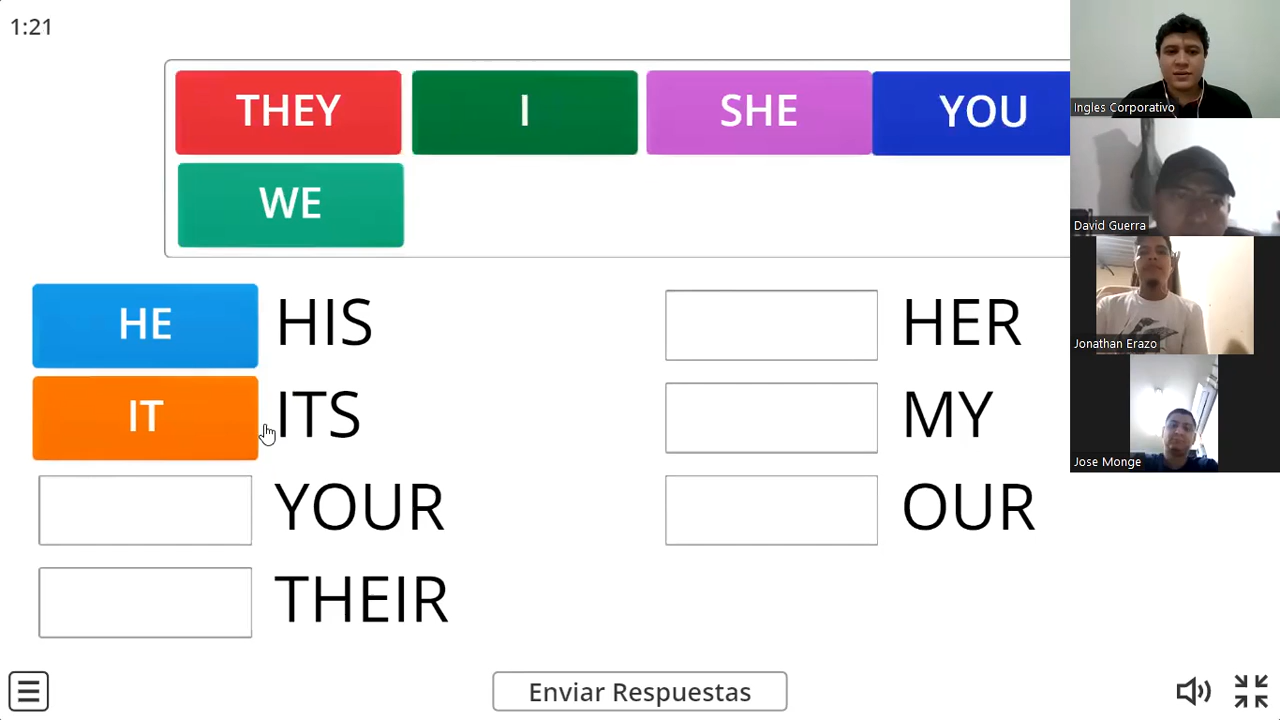 1:21
THEY I SHE YOU
WE
HE HIS HER
IT ITS MY
YOUR OUR
THEIR
Enviar Respuestas
Ingles Corporativo
David Guerra
Jonathan Erazo
Jose Monge